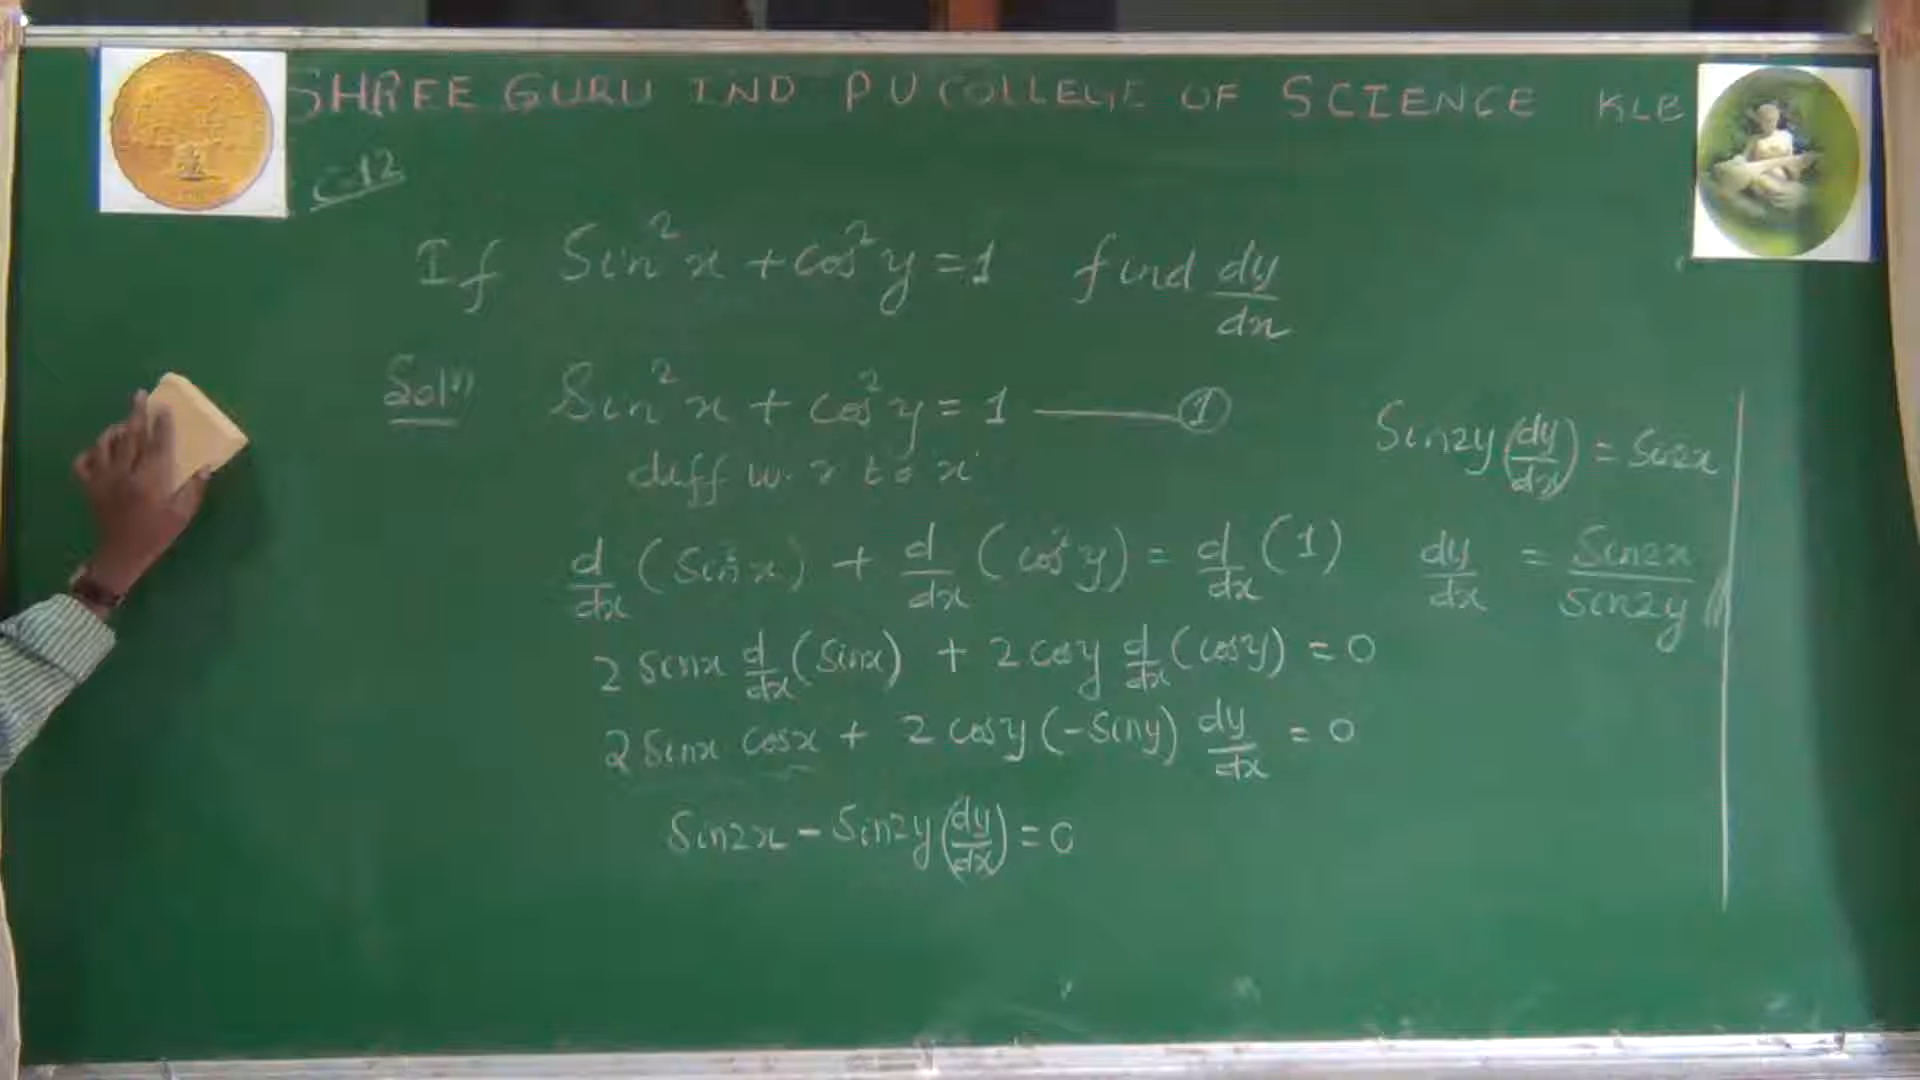 SHREE GURU IND PU COLLEGE OF SCIENCE KLB
C-12
If Sin²x + cos²y = 1 find dy/dx
Solⁿ Sin²x + cos²y = 1 ——— ①
diff w.r to x
d/dx (Sin²x) + d/dx (cos²y) = d/dx (1)
2 Sinx d/dx (Sinx) + 2 cosy d/dx (cosy) = 0
2 Sinx cosx + 2 cosy (-Siny) dy/dx = 0
Sin2x - Sin2y (dy/dx) = 0
Sin2y (dy/dx) = Sin2x
dy/dx = Sin2x/Sin2y //